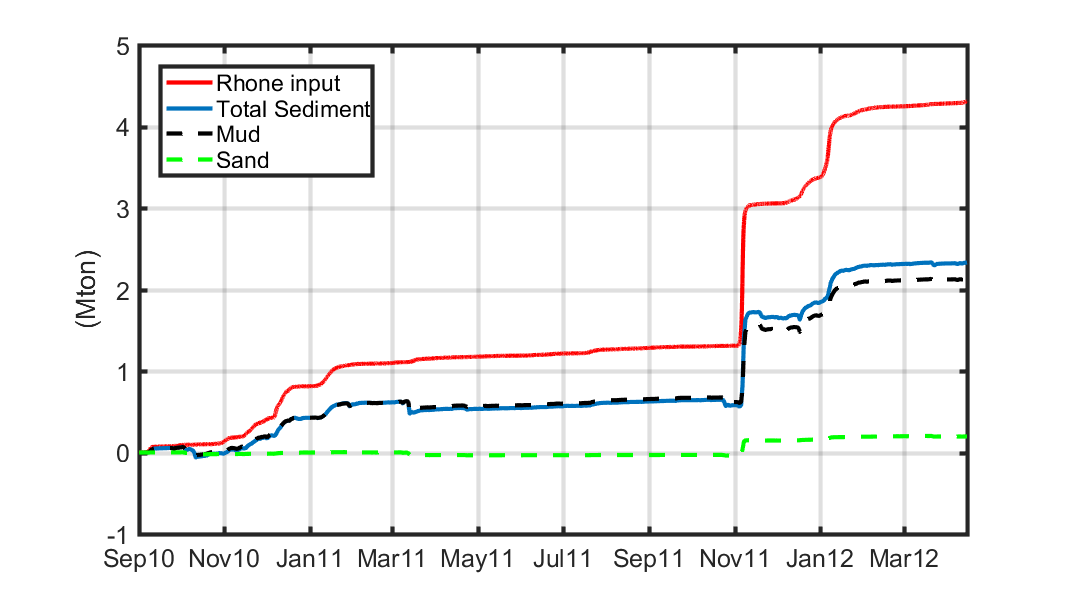 5
Rhone input
Total Sediment
Mud
Sand
4
3
2
1
0
-1
(Mton)
Sep10 Nov10 Jan11 Mar11 May11 Jul11 Sep11 Nov11 Jan12 Mar12